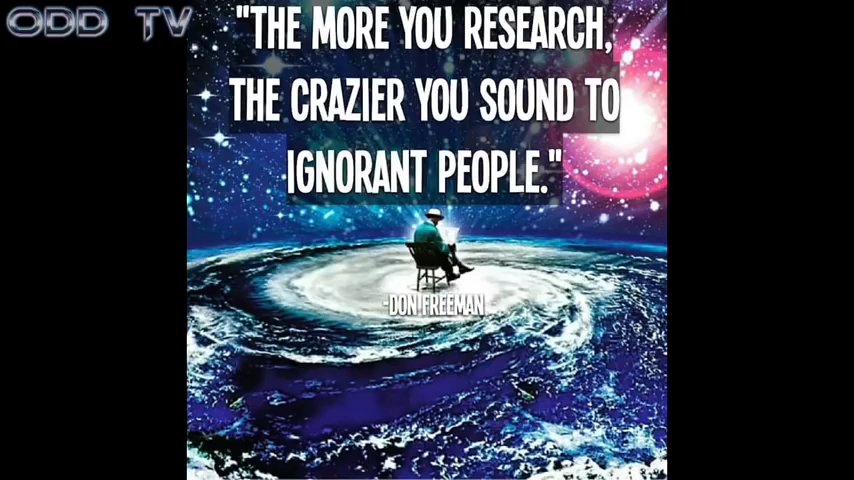 ODD TV
"THE MORE YOU RESEARCH,
THE CRAZIER YOU SOUND TO
IGNORANT PEOPLE."
-DON FREEMAN